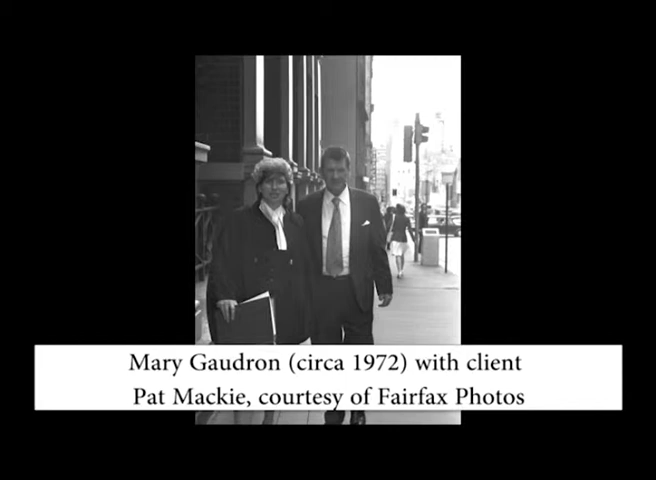 Mary Gaudron (circa 1972) with client
Pat Mackie, courtesy of Fairfax Photos